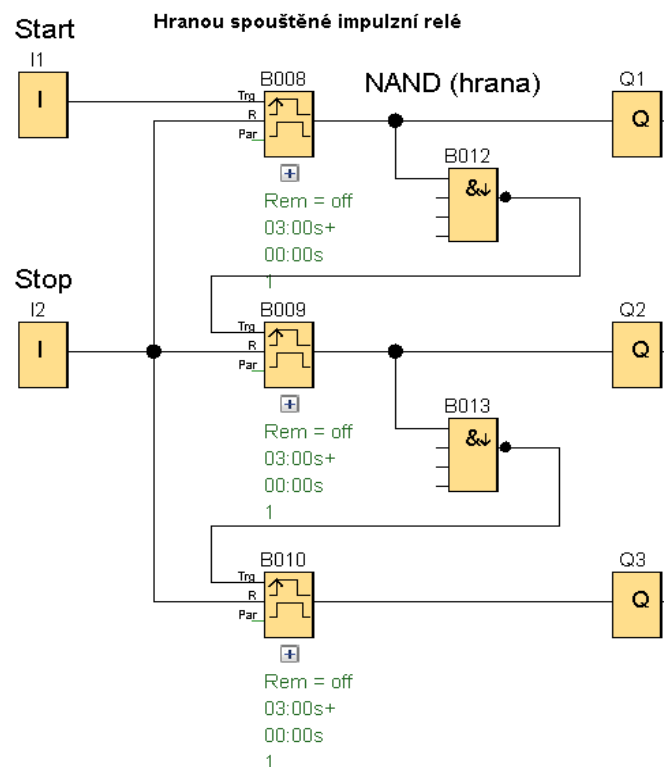 Start
Hranou spouštěné impulzní relé
I1
I
B008
Trg
R
Par
NAND (hrana)
Q1
Q
B012
&↓
+
Rem = off
03:00s+
00:00s
1
Stop
I2
I
B009
Trg
R
Par
Q2
Q
B013
&↓
+
Rem = off
03:00s+
00:00s
1
B010
Trg
R
Par
Q3
Q
+
Rem = off
03:00s+
00:00s
1